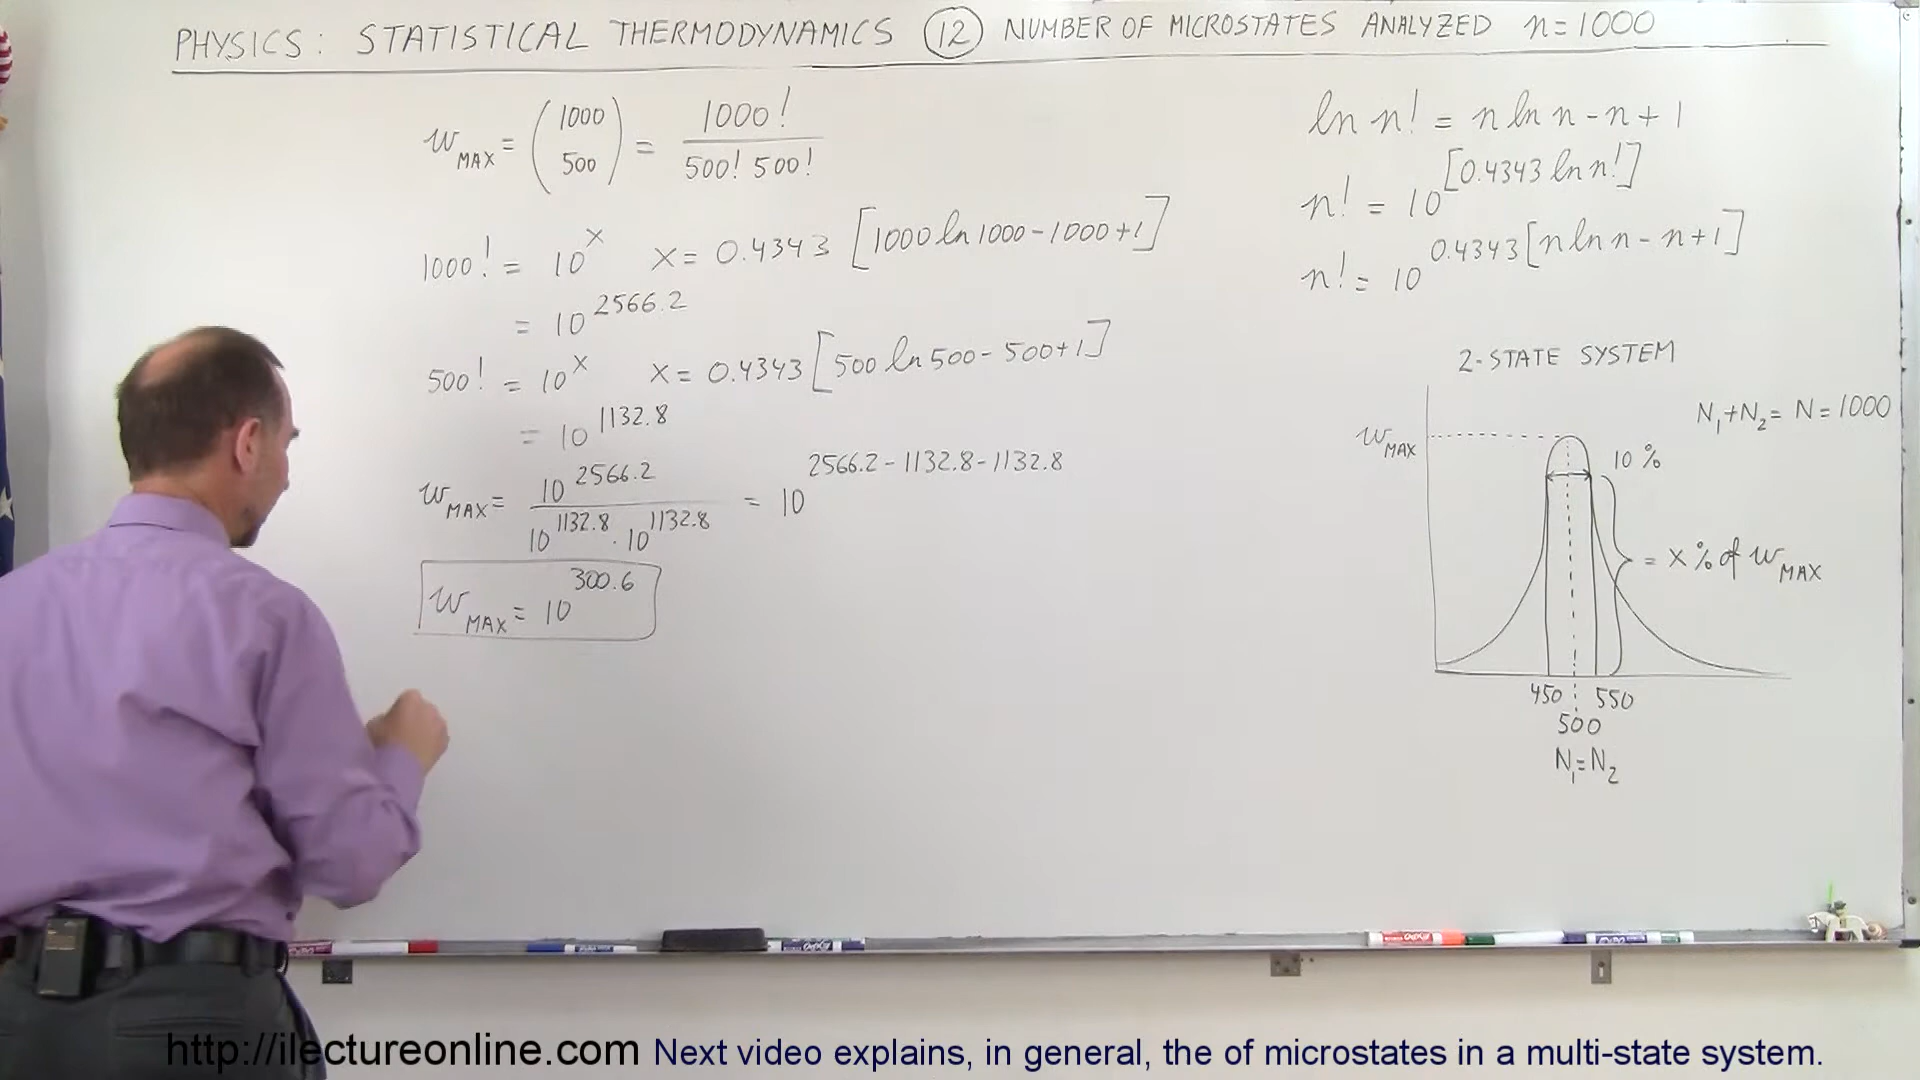 PHYSICS: STATISTICAL THERMODYNAMICS (12) NUMBER OF MICROSTATES ANALYZED n=1000
W_MAX = (1000 500) = 1000! / 500! 500!
1000! = 10^x   x = 0.4343 [1000 ln 1000 - 1000 + 1]
= 10^2566.2
500! = 10^x   x = 0.4343 [500 ln 500 - 500 + 1]
= 10^1132.8
W_MAX = 10^2566.2 / 10^1132.8 · 10^1132.8 = 10^2566.2 - 1132.8 - 1132.8
W_MAX = 10^300.6
ln n! = n ln n - n + 1
n! = 10^[0.4343 ln n!]
n! = 10^0.4343[n ln n - n + 1]
2-STATE SYSTEM
N_1 + N_2 = N = 1000
W_MAX
10 %
= x % of W_MAX
450 550
500
N_1 = N_2
http://ilectureonline.com Next video explains, in general, the of microstates in a multi-state system.